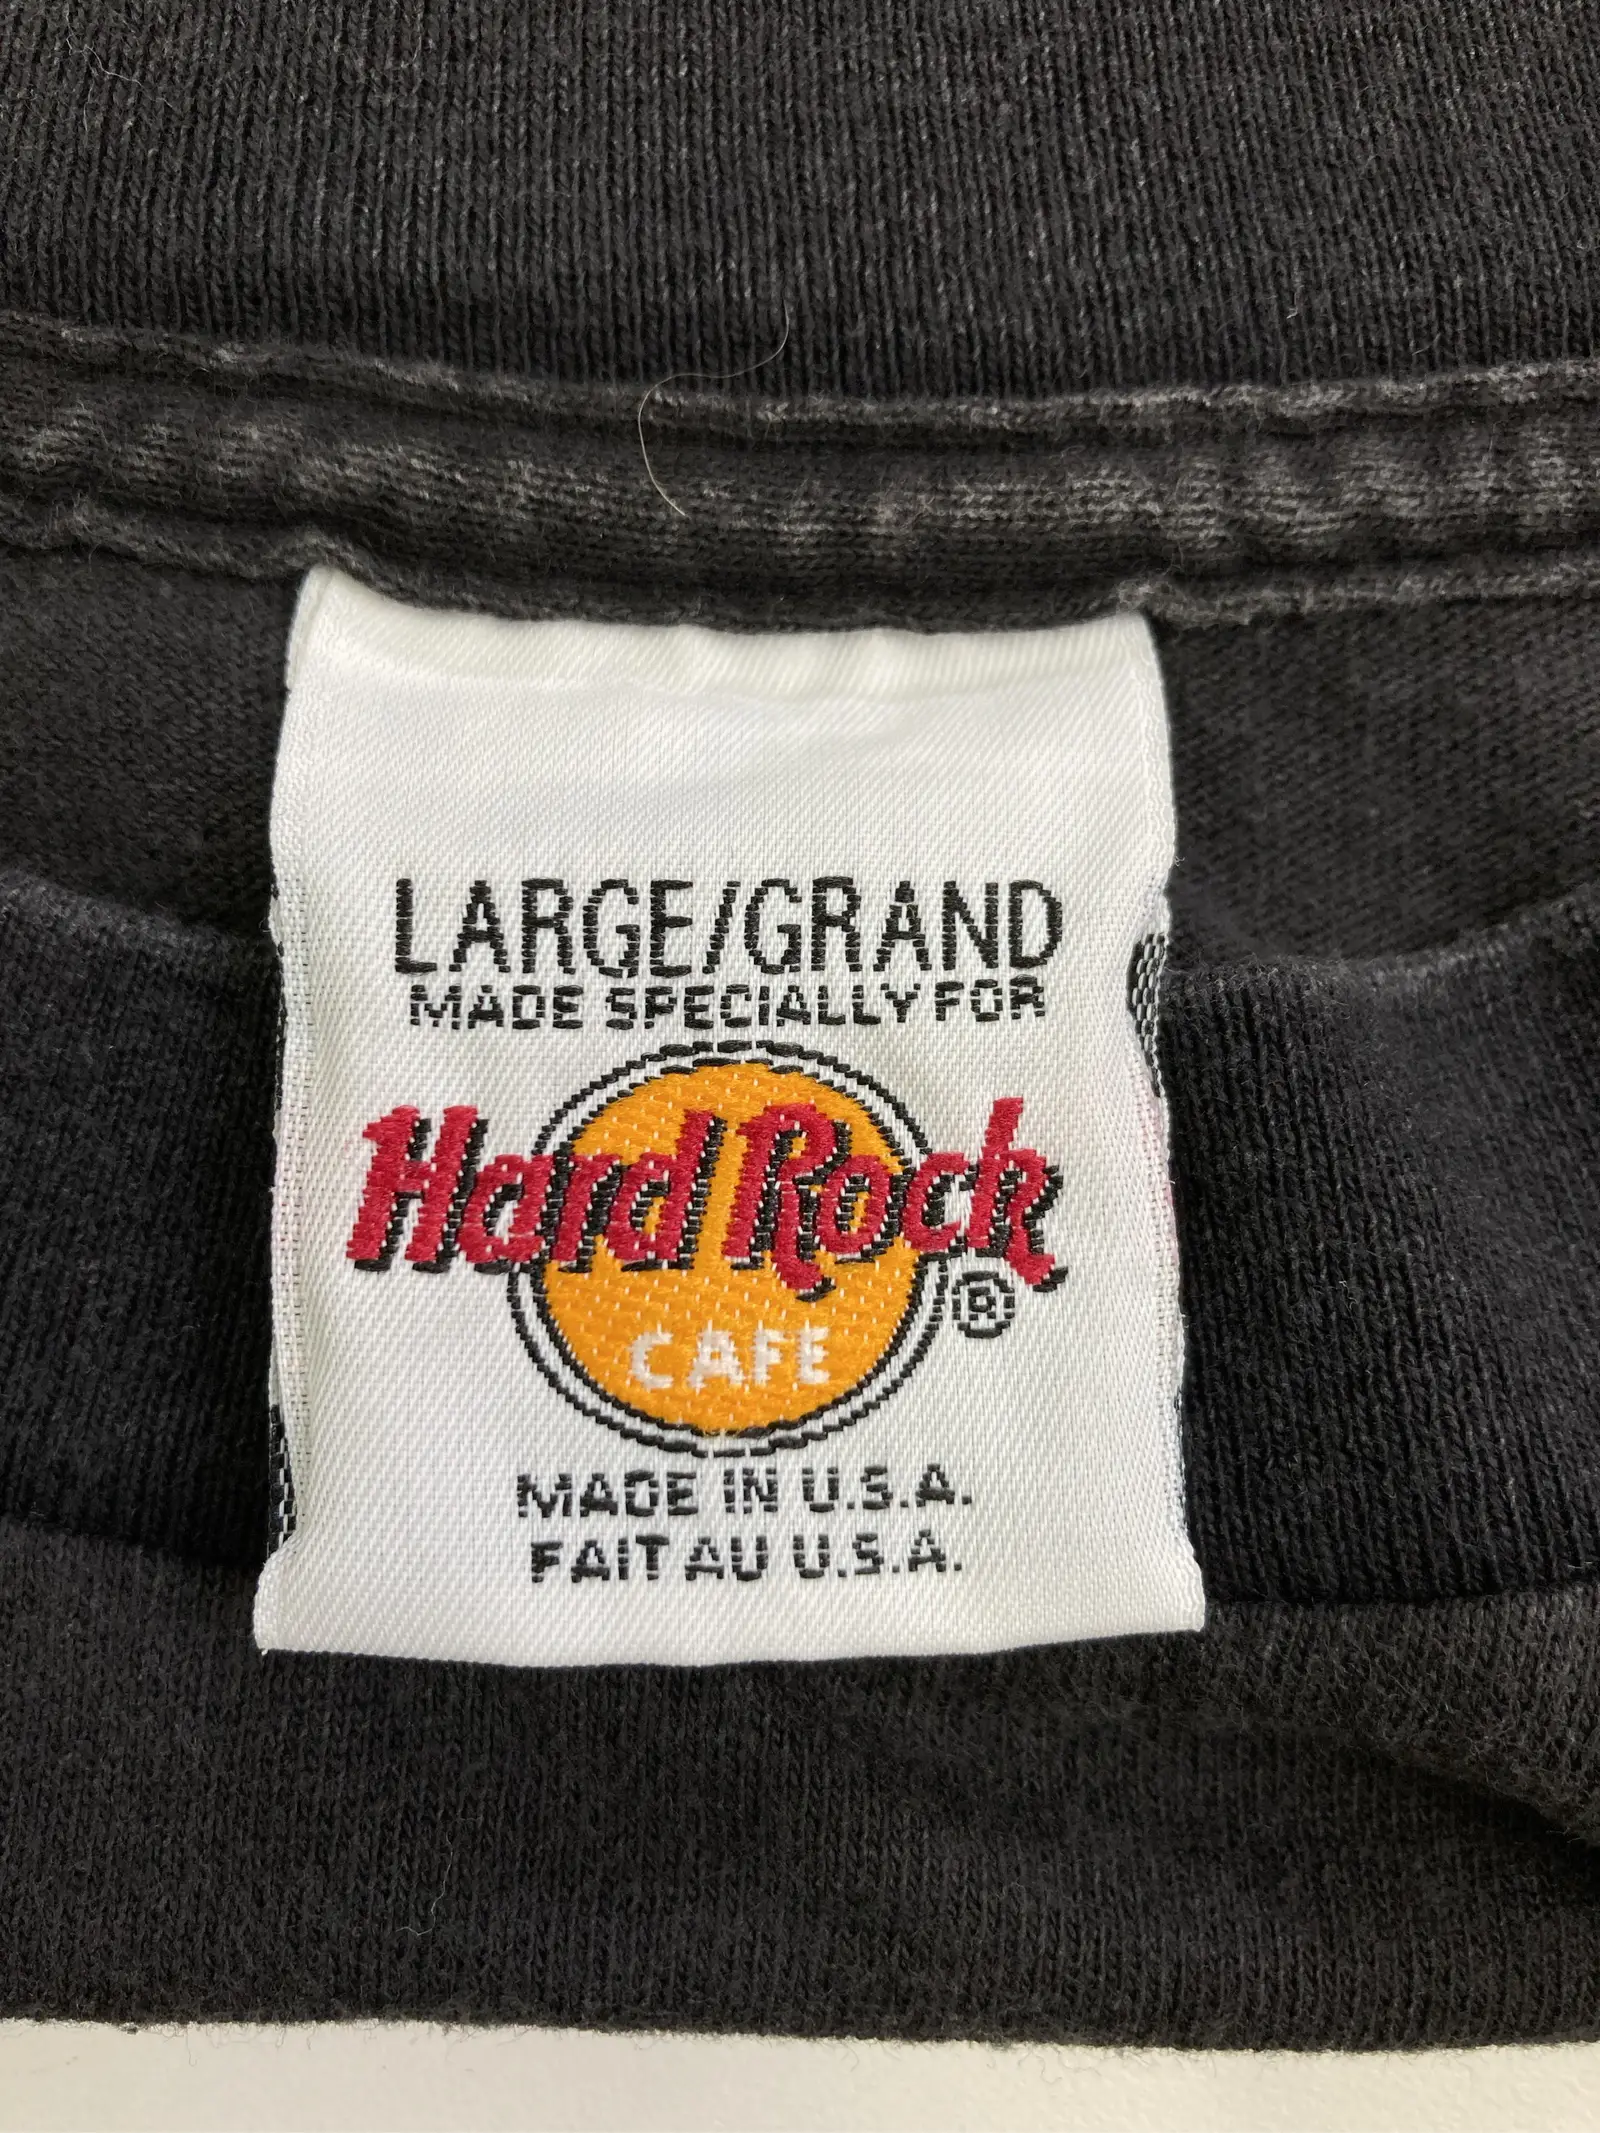 LARGE/GRAND
MADE SPECIALLY FOR
Hard Rock
®
CAFE
MADE IN U.S.A.
FAIT AU U.S.A.